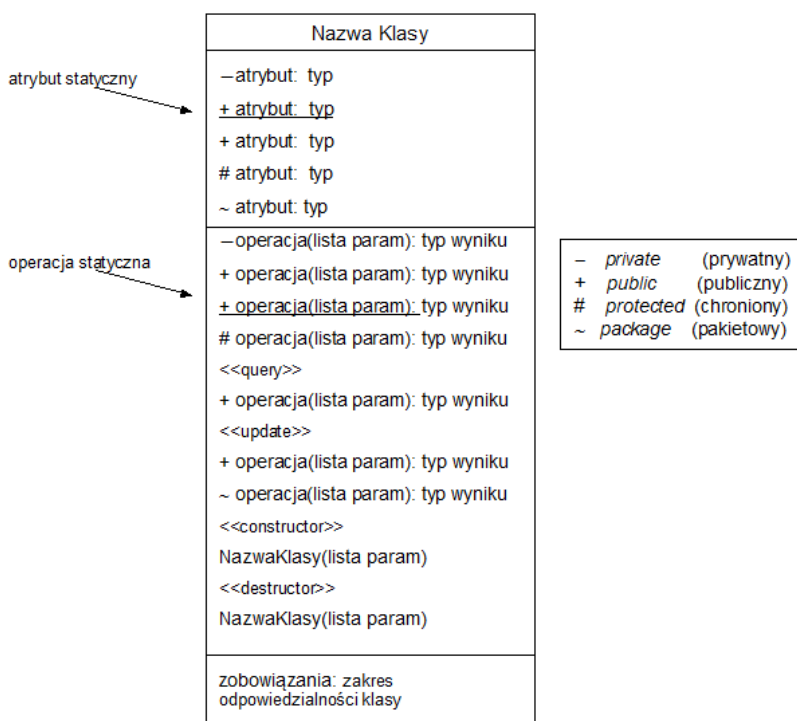 Nazwa Klasy
atrybut statyczny
–atrybut: typ
+ atrybut: typ
+ atrybut: typ
# atrybut: typ
~ atrybut: typ
operacja statyczna
–operacja(lista param): typ wyniku
+ operacja(lista param): typ wyniku
+ operacja(lista param): typ wyniku
# operacja(lista param): typ wyniku
<<query>>
+ operacja(lista param): typ wyniku
<<update>>
+ operacja(lista param): typ wyniku
~ operacja(lista param): typ wyniku
<<constructor>>
NazwaKlasy(lista param)
<<destructor>>
NazwaKlasy(lista param)
zobowiązania: zakres
odpowiedzialności klasy
– private (prywatny)
+ public (publiczny)
# protected (chroniony)
~ package (pakietowy)